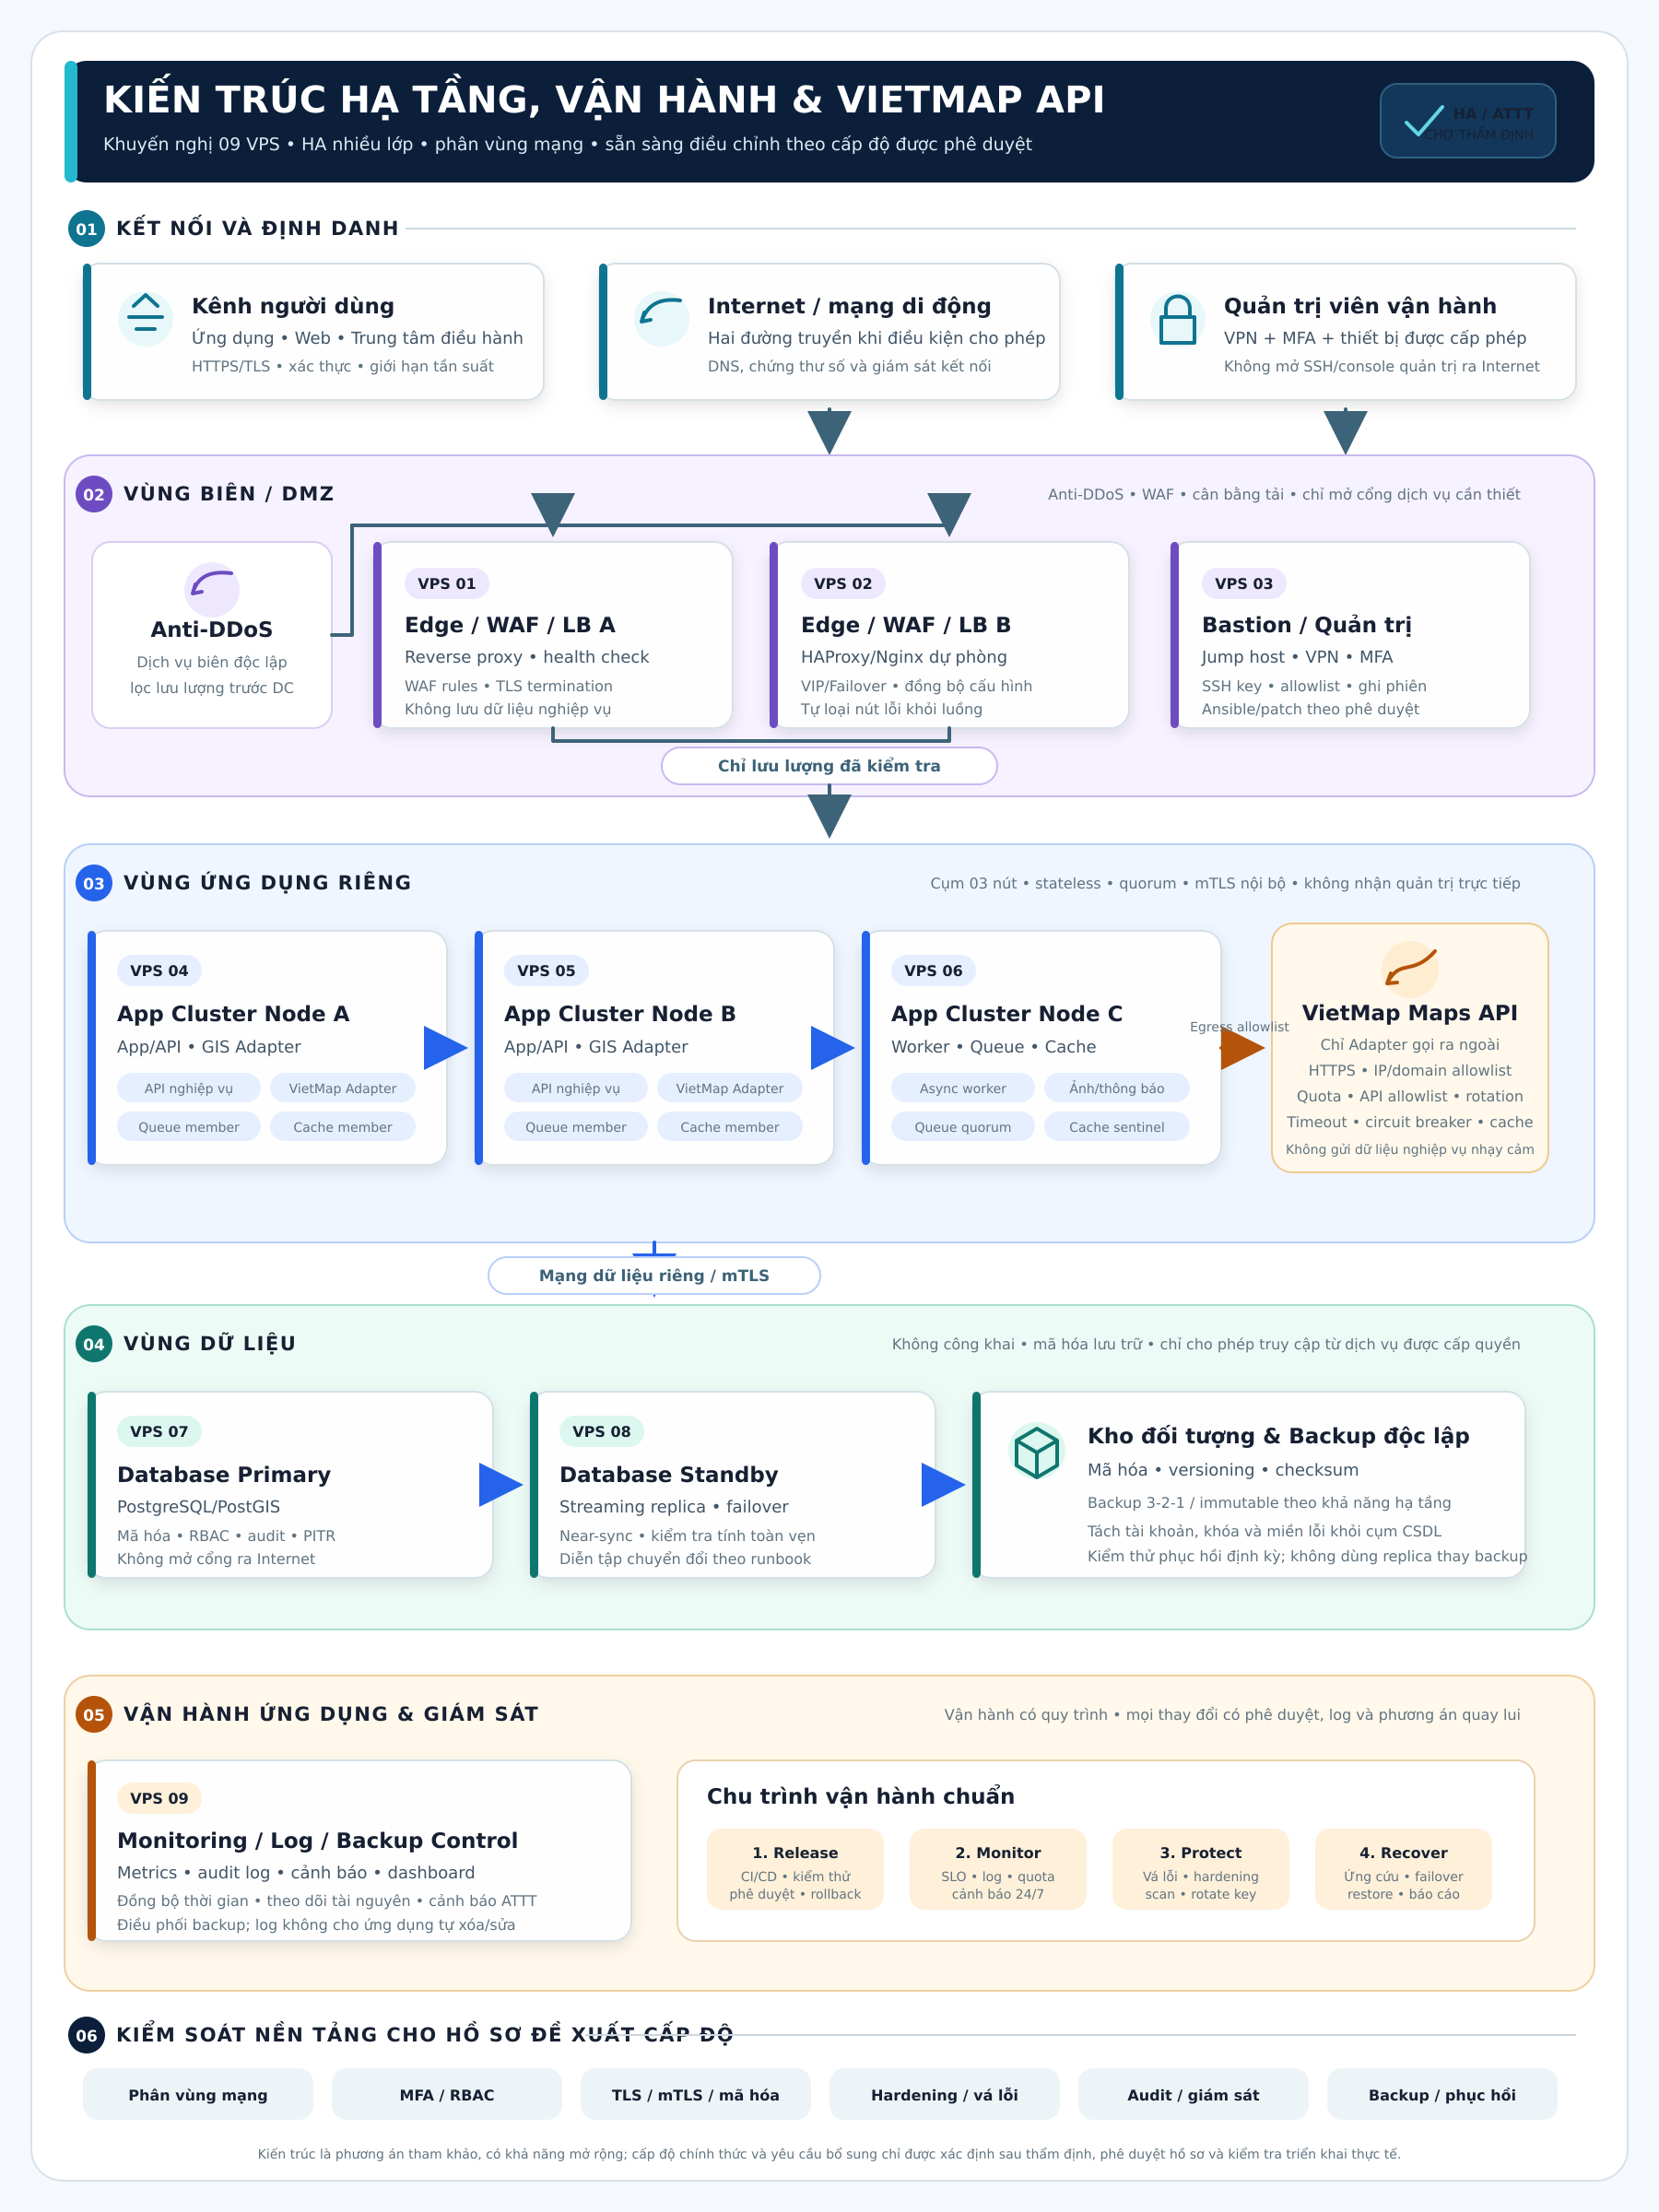 KIẾN TRÚC HẠ TẦNG, VẬN HÀNH & VIETMAP API
Khuyến nghị 09 VPS • HA nhiều lớp • phân vùng mạng • sẵn sàng điều chỉnh theo cấp độ được phê duyệt
HA / ATTT
CHỜ THẨM ĐỊNH
01 KẾT NỐI VÀ ĐỊNH DANH
Kênh người dùng
Ứng dụng • Web • Trung tâm điều hành
HTTPS/TLS • xác thực • giới hạn tần suất
Internet / mạng di động
Hai đường truyền khi điều kiện cho phép
DNS, chứng thư số và giám sát kết nối
Quản trị viên vận hành
VPN + MFA + thiết bị được cấp phép
Không mở SSH/console quản trị ra Internet
02 VÙNG BIÊN / DMZ
Anti-DDoS • WAF • cân bằng tải • chỉ mở cổng dịch vụ cần thiết
Anti-DDoS
Dịch vụ biên độc lập
lọc lưu lượng trước DC
VPS 01
Edge / WAF / LB A
Reverse proxy • health check
WAF rules • TLS termination
Không lưu dữ liệu nghiệp vụ
VPS 02
Edge / WAF / LB B
HAProxy/Nginx dự phòng
VIP/Failover • đồng bộ cấu hình
Tự loại nút lỗi khỏi luồng
VPS 03
Bastion / Quản trị
Jump host • VPN • MFA
SSH key • allowlist • ghi phiên
Ansible/patch theo phê duyệt
Chỉ lưu lượng đã kiểm tra
03 VÙNG ỨNG DỤNG RIÊNG
Cụm 03 nút • stateless • quorum • mTLS nội bộ • không nhận quản trị trực tiếp
VPS 04
App Cluster Node A
App/API • GIS Adapter
API nghiệp vụ
VietMap Adapter
Queue member
Cache member
VPS 05
App Cluster Node B
App/API • GIS Adapter
API nghiệp vụ
VietMap Adapter
Queue member
Cache member
VPS 06
App Cluster Node C
Worker • Queue • Cache
Async worker
Ảnh/thông báo
Queue quorum
Cache sentinel
Egress allowlist
VietMap Maps API
Chỉ Adapter gọi ra ngoài
HTTPS • IP/domain allowlist
Quota • API allowlist • rotation
Timeout • circuit breaker • cache
Không gửi dữ liệu nghiệp vụ nhạy cảm
Mạng dữ liệu riêng / mTLS
04 VÙNG DỮ LIỆU
Không công khai • mã hóa lưu trữ • chỉ cho phép truy cập từ dịch vụ được cấp quyền
VPS 07
Database Primary
PostgreSQL/PostGIS
Mã hóa • RBAC • audit • PITR
Không mở cổng ra Internet
VPS 08
Database Standby
Streaming replica • failover
Near-sync • kiểm tra tính toàn vẹn
Diễn tập chuyển đổi theo runbook
Kho đối tượng & Backup độc lập
Mã hóa • versioning • checksum
Backup 3-2-1 / immutable theo khả năng hạ tầng
Tách tài khoản, khóa và miền lỗi khỏi cụm CSDL
Kiểm thử phục hồi định kỳ; không dùng replica thay backup
05 VẬN HÀNH ỨNG DỤNG & GIÁM SÁT
Vận hành có quy trình • mọi thay đổi có phê duyệt, log và phương án quay lui
VPS 09
Monitoring / Log / Backup Control
Metrics • audit log • cảnh báo • dashboard
Đồng bộ thời gian • theo dõi tài nguyên • cảnh báo ATTT
Điều phối backup; log không cho ứng dụng tự xóa/sửa
Chu trình vận hành chuẩn
1. Release
CI/CD • kiểm thử
phê duyệt • rollback
2. Monitor
SLO • log • quota
cảnh báo 24/7
3. Protect
Vá lỗi • hardening
scan • rotate key
4. Recover
Ứng cứu • failover
restore • báo cáo
06 KIỂM SOÁT NỀN TẢNG CHO HỒ SƠ ĐỀ XUẤT CẤP ĐỘ
Phân vùng mạng
MFA / RBAC
TLS / mTLS / mã hóa
Hardening / vá lỗi
Audit / giám sát
Backup / phục hồi
Kiến trúc là phương án tham khảo, có khả năng mở rộng; cấp độ chính thức và yêu cầu bổ sung chỉ được xác định sau thẩm định, phê duyệt hồ sơ và kiểm tra triển khai thực tế.